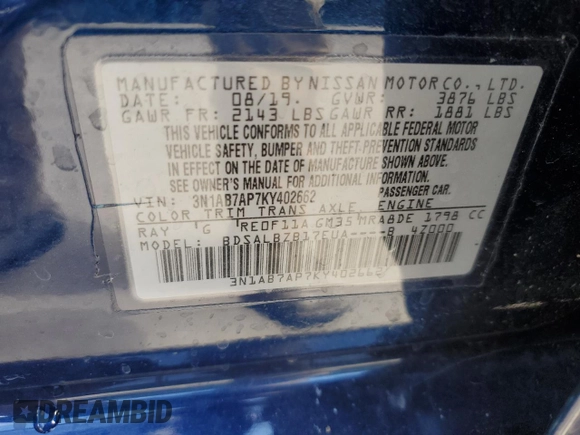 MANUFACTURED BY NISSAN MOTOR CO., LTD.
DATE: 08/19. GVWR: 3876 LBS
GAWR FR: 2143 LBS GAWR RR: 1881 LBS
THIS VEHICLE CONFORMS TO ALL APPLICABLE FEDERAL MOTOR
VEHICLE SAFETY, BUMPER AND THEFT-PREVENTION STANDARDS
IN EFFECT ON THE DATE OF MANUFACTURE SHOWN ABOVE.
SEE OWNER'S MANUAL FOR ADDITIONAL INFORMATION.
VIN: 3N1AB7AP7KY402662 PASSENGER CAR.
COLOR TRIM TRANS AXLE ENGINE
RAY G RE0F11A GM35 MRA8DE 1798 CC
MODEL: BDSALBZB17EUA----B 4Z000
3N1AB7AP7KY402662
DREAMBID